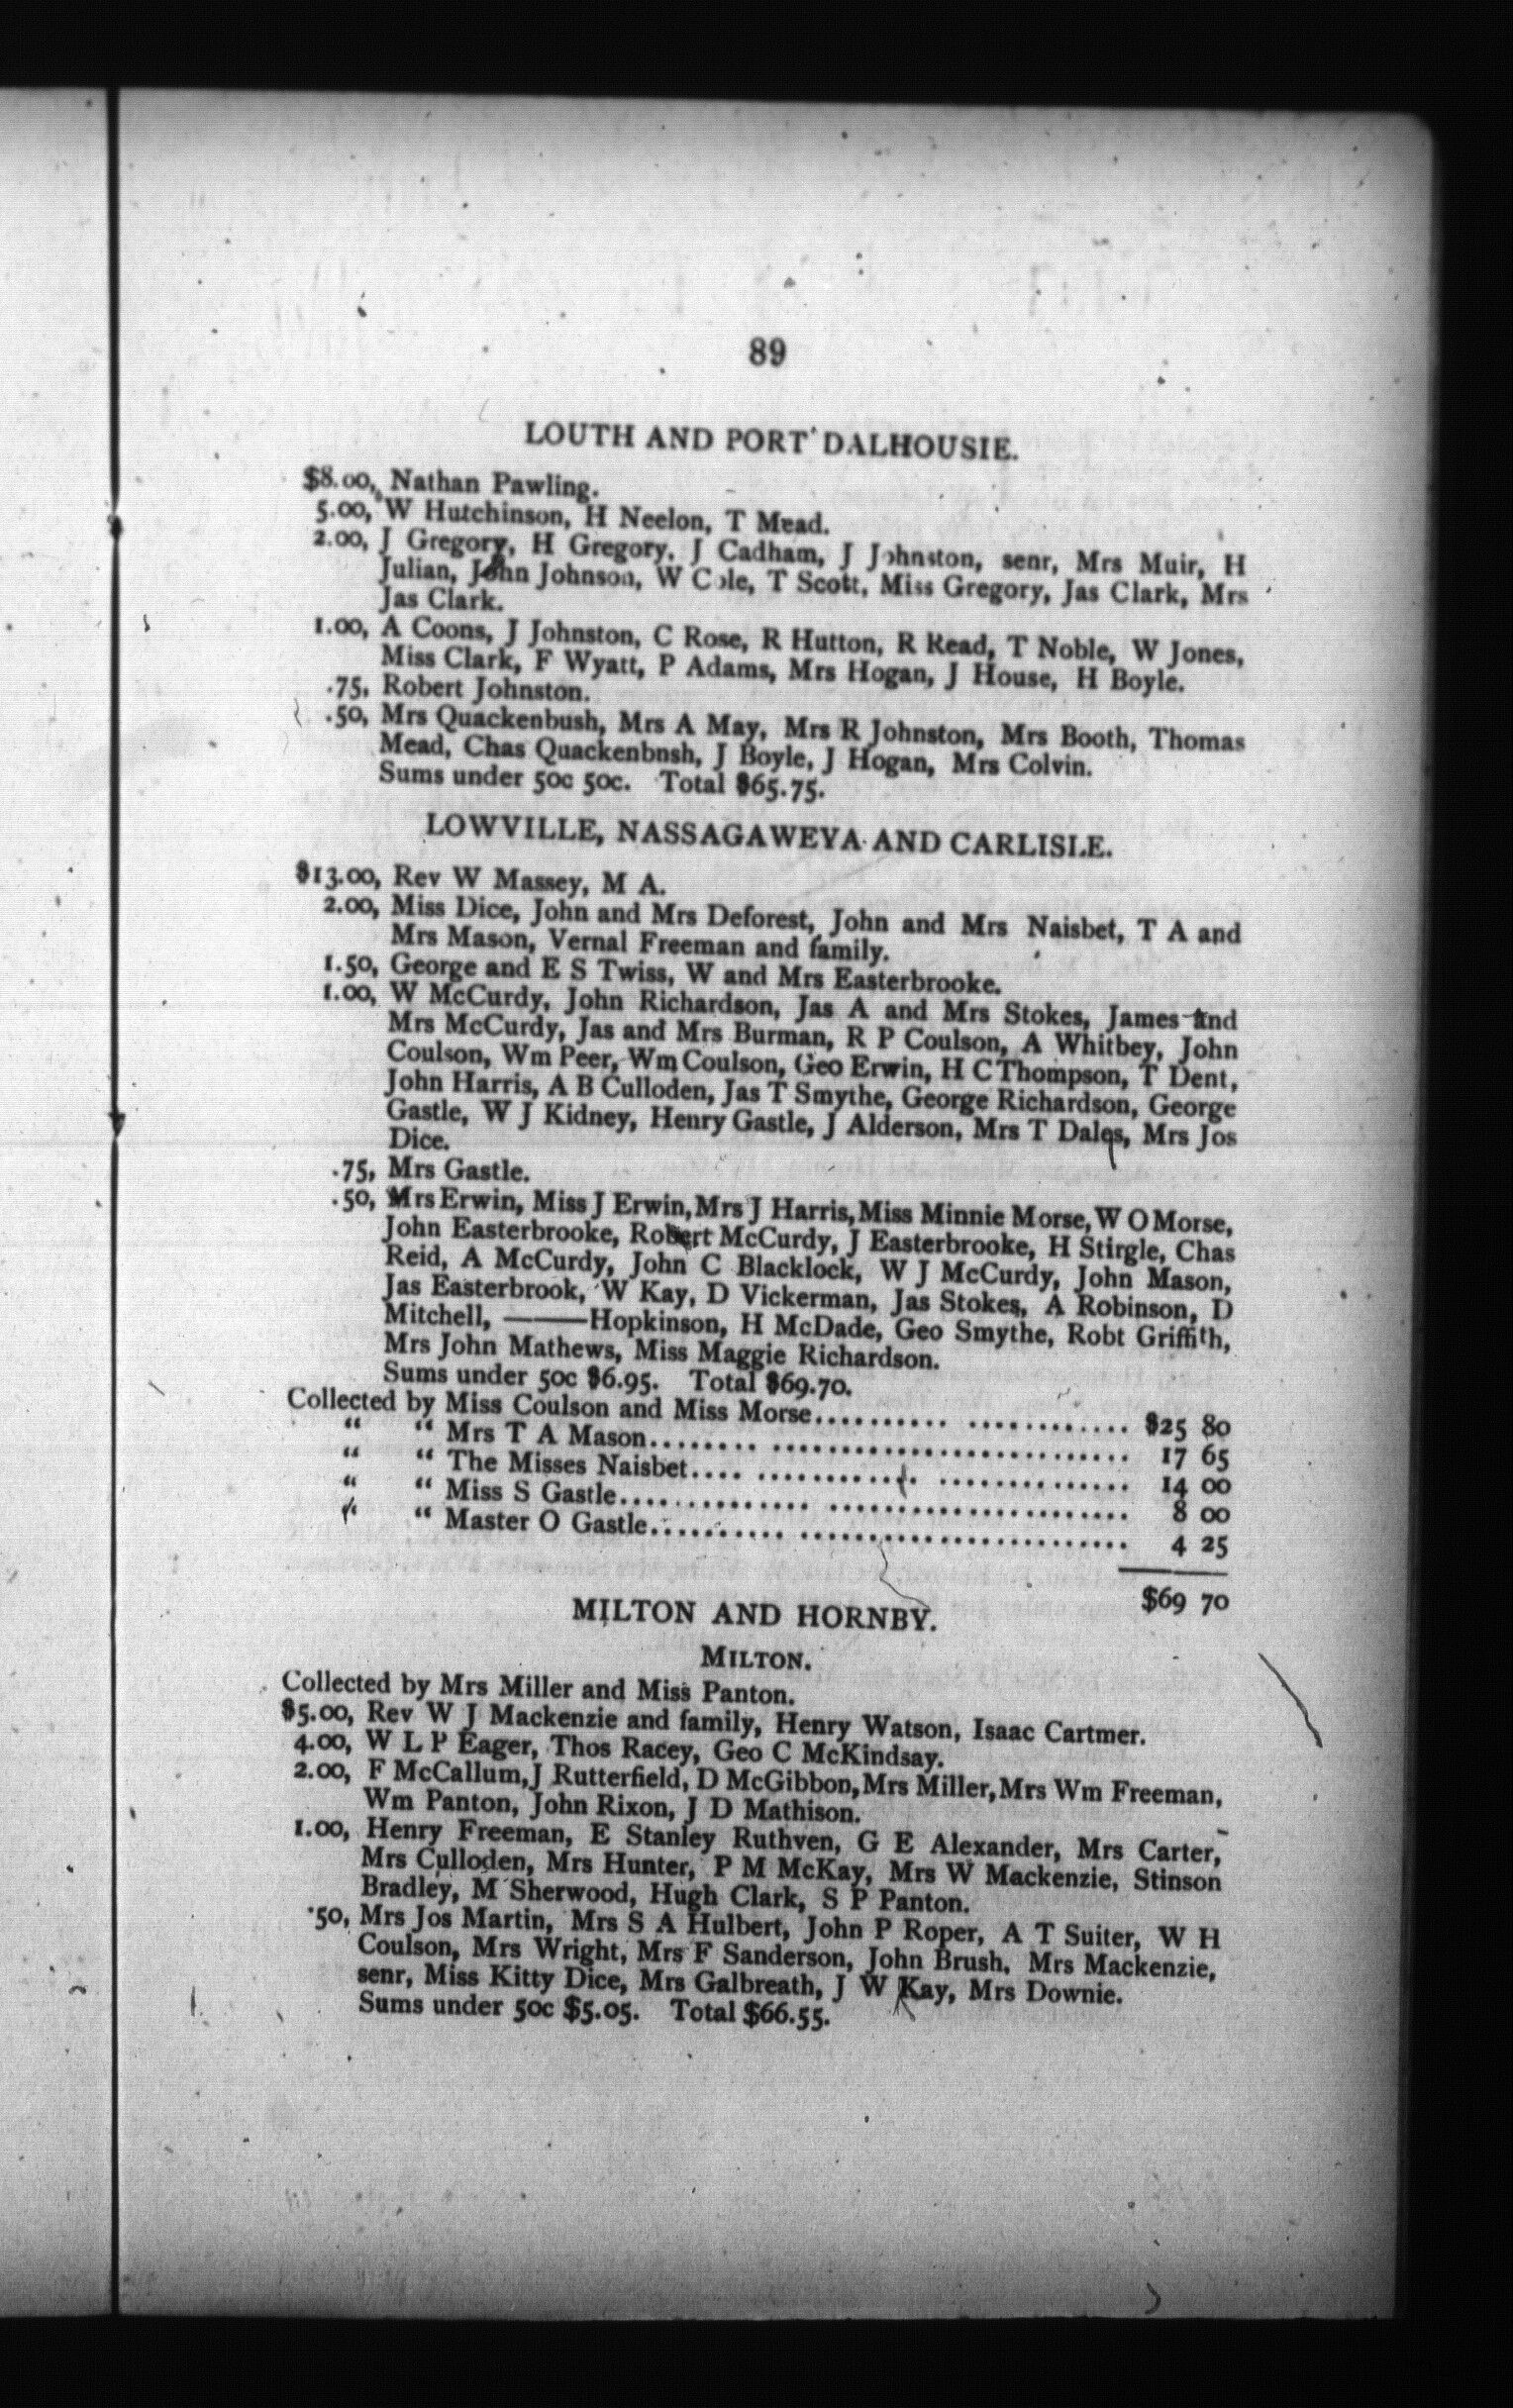 89
LOUTH AND PORT DALHOUSIE.
$8.00, Nathan Pawling.
5.00, W Hutchinson, H Neelon, T Mead.
2.00, J Gregory, H Gregory, J Cadham, J Johnston, senr, Mrs Muir, H
Julian, John Johnson, W Cole, T Scott, Miss Gregory, Jas Clark, Mrs
Jas Clark.
1.00, A Coons, J Johnston, C Rose, R Hutton, R Read, T Noble, W Jones,
Miss Clark, F Wyatt, P Adams, Mrs Hogan, J House, H Boyle.
.75, Robert Johnston.
.50, Mrs Quackenbush, Mrs A May, Mrs R Johnston, Mrs Booth, Thomas
Mead, Chas Quackenbnsh, J Boyle, J Hogan, Mrs Colvin.
Sums under 50c 50c. Total $65.75.
LOWVILLE, NASSAGAWEYA AND CARLISLE.
$13.00, Rev W Massey, M A.
2.00, Miss Dice, John and Mrs Deforest, John and Mrs Naisbet, T A and
Mrs Mason, Vernal Freeman and family.
1.50, George and E S Twiss, W and Mrs Easterbrooke.
1.00, W McCurdy, John Richardson, Jas A and Mrs Stokes, James and
Mrs McCurdy, Jas and Mrs Burman, R P Coulson, A Whitbey, John
Coulson, Wm Peer, Wm Coulson, Geo Erwin, H C Thompson, T Dent,
John Harris, A B Culloden, Jas T Smythe, George Richardson, George
Gastle, W J Kidney, Henry Gastle, J Alderson, Mrs T Dales, Mrs Jos
Dice.
.75, Mrs Gastle.
.50, Mrs Erwin, Miss J Erwin, Mrs J Harris, Miss Minnie Morse, W O Morse,
John Easterbrooke, Robert McCurdy, J Easterbrooke, H Stirgle, Chas
Reid, A McCurdy, John C Blacklock, W J McCurdy, John Mason,
Jas Easterbrook, W Kay, D Vickerman, Jas Stokes, A Robinson, D
Mitchell, ———Hopkinson, H McDade, Geo Smythe, Robt Griffith,
Mrs John Mathews, Miss Maggie Richardson.
Sums under 50c $6.95. Total $69.70.
Collected by Miss Coulson and Miss Morse.......... ............ $25 80
“ “ Mrs T A Mason........ .......................... 17 65
“ “ The Misses Naisbet.... ............ .............. 14 00
“ “ Miss S Gastle.............. ...................... 8 00
“ “ Master O Gastle.......... ........................ 4 25
$69 70
MILTON AND HORNBY.
MILTON.
Collected by Mrs Miller and Miss Panton.
$5.00, Rev W J Mackenzie and family, Henry Watson, Isaac Cartmer.
4.00, W L P Eager, Thos Racey, Geo C McKindsay.
2.00, F McCallum, J Rutterfield, D McGibbon, Mrs Miller, Mrs Wm Freeman,
Wm Panton, John Rixon, J D Mathison.
1.00, Henry Freeman, E Stanley Ruthven, G E Alexander, Mrs Carter,
Mrs Culloden, Mrs Hunter, P M McKay, Mrs W Mackenzie, Stinson
Bradley, M Sherwood, Hugh Clark, S P Panton.
.50, Mrs Jos Martin, Mrs S A Hulbert, John P Roper, A T Suiter, W H
Coulson, Mrs Wright, Mrs F Sanderson, John Brush, Mrs Mackenzie,
senr, Miss Kitty Dice, Mrs Galbreath, J W Kay, Mrs Downie.
Sums under 50c $5.05. Total $66.55.